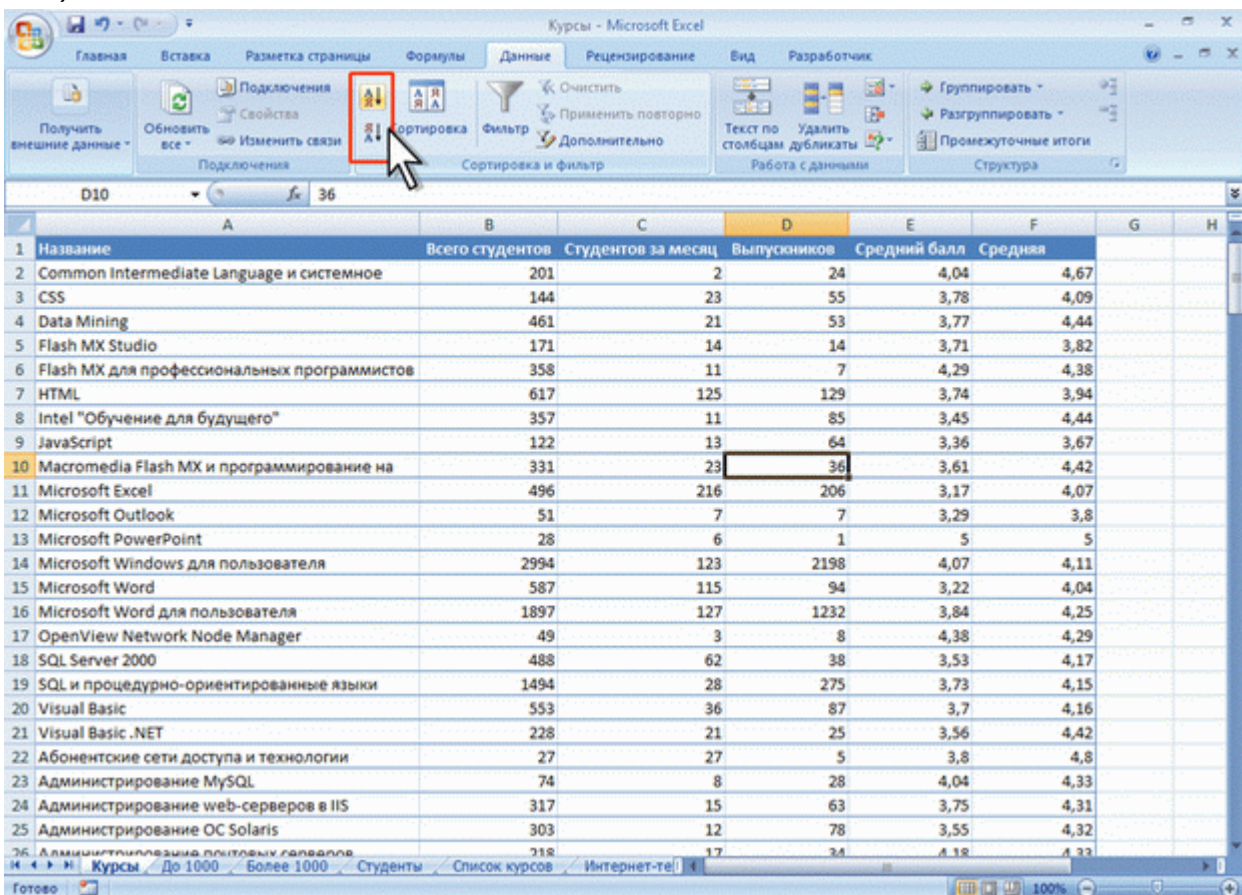 Курсы - Microsoft Excel
Главная Вставка Разметка страницы Формулы Данные Рецензирование Вид Разработчик
Получить внешние данные
Обновить все
Подключения
Свойства
Изменить связи
Подключения
Сортировка
Фильтр
Очистить
Применить повторно
Дополнительно
Сортировка и фильтр
Текст по столбцам
Удалить дубликаты
Работа с данными
Группировать
Разгруппировать
Промежуточные итоги
Структура
D10 fx 36
A B C D E F G H
1 Название Всего студентов Студентов за месяц Выпускников Средний балл Средняя
2 Common Intermediate Language и системное 201 2 24 4,04 4,67
3 CSS 144 23 55 3,78 4,09
4 Data Mining 461 21 53 3,77 4,44
5 Flash MX Studio 171 14 14 3,71 3,82
6 Flash MX для профессиональных программистов 358 11 7 4,29 4,38
7 HTML 617 125 129 3,74 3,94
8 Intel "Обучение для будущего" 357 11 85 3,45 4,44
9 JavaScript 122 13 64 3,36 3,67
10 Macromedia Flash MX и программирование на 331 23 36 3,61 4,42
11 Microsoft Excel 496 216 206 3,17 4,07
12 Microsoft Outlook 51 7 7 3,29 3,8
13 Microsoft PowerPoint 28 6 1 5 5
14 Microsoft Windows для пользователя 2994 123 2198 4,07 4,11
15 Microsoft Word 587 115 94 3,22 4,04
16 Microsoft Word для пользователя 1897 127 1232 3,84 4,25
17 OpenView Network Node Manager 49 3 8 4,38 4,29
18 SQL Server 2000 488 62 38 3,53 4,17
19 SQL и процедурно-ориентированные языки 1494 28 275 3,73 4,15
20 Visual Basic 553 36 87 3,7 4,16
21 Visual Basic .NET 228 21 25 3,56 4,42
22 Абонентские сети доступа и технологии 27 27 5 3,8 4,8
23 Администрирование MySQL 74 8 28 4,04 4,33
24 Администрирование web-серверов в IIS 317 15 63 3,75 4,31
25 Администрирование ОС Solaris 303 12 78 3,55 4,32
26 Администрирование почтовых серверов 218 17 34 4,18 4,33
Курсы До 1000 Более 1000 Студенты Список курсов Интернет-те
Готово 100%